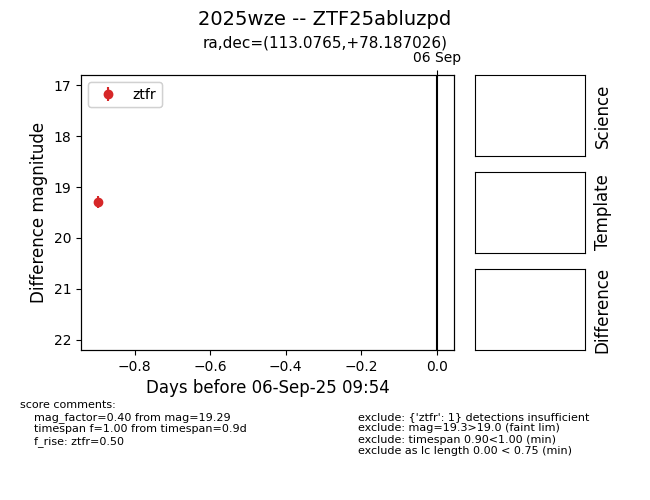 2025wze -- ZTF25abluzpd
ra,dec=(113.0765,+78.187026)
06 Sep
ztfr
17
18
19
20
21
22
Difference magnitude
−0.8
−0.6
−0.4
−0.2
0.0
Days before 06-Sep-25 09:54
Science
Template
Difference
score comments:
mag_factor=0.40 from mag=19.29
timespan f=1.00 from timespan=0.9d
f_rise: ztfr=0.50
exclude: {'ztfr': 1} detections insufficient
exclude: mag=19.3>19.0 (faint lim)
exclude: timespan 0.90<1.00 (min)
exclude as lc length 0.00 < 0.75 (min)